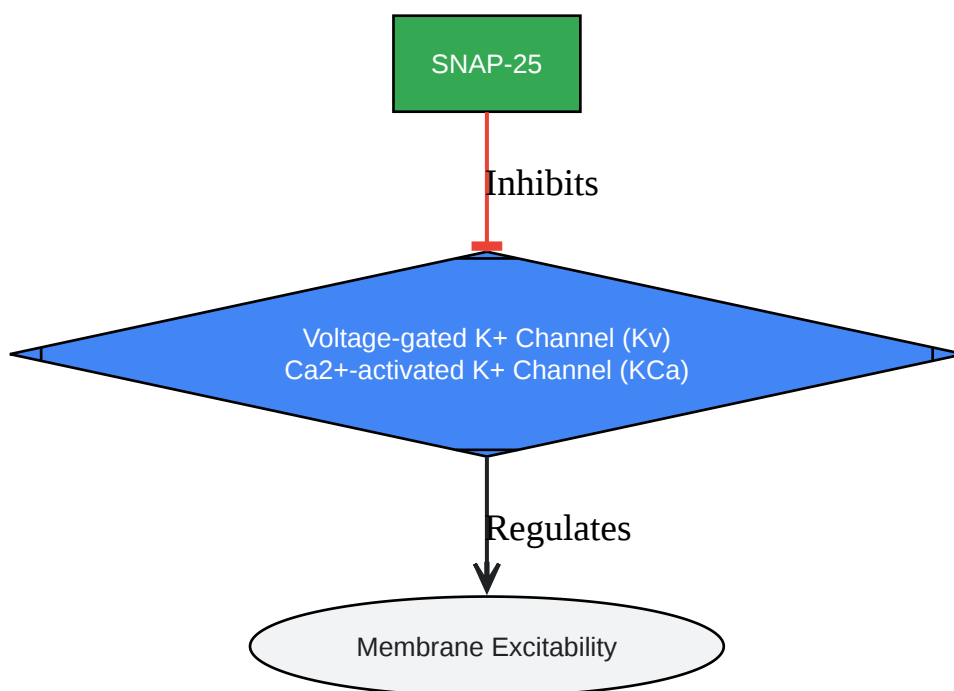 SNAP-25
Inhibits
Voltage-gated K+ Channel (Kv)
Ca2+-activated K+ Channel (KCa)
Regulates
Membrane Excitability